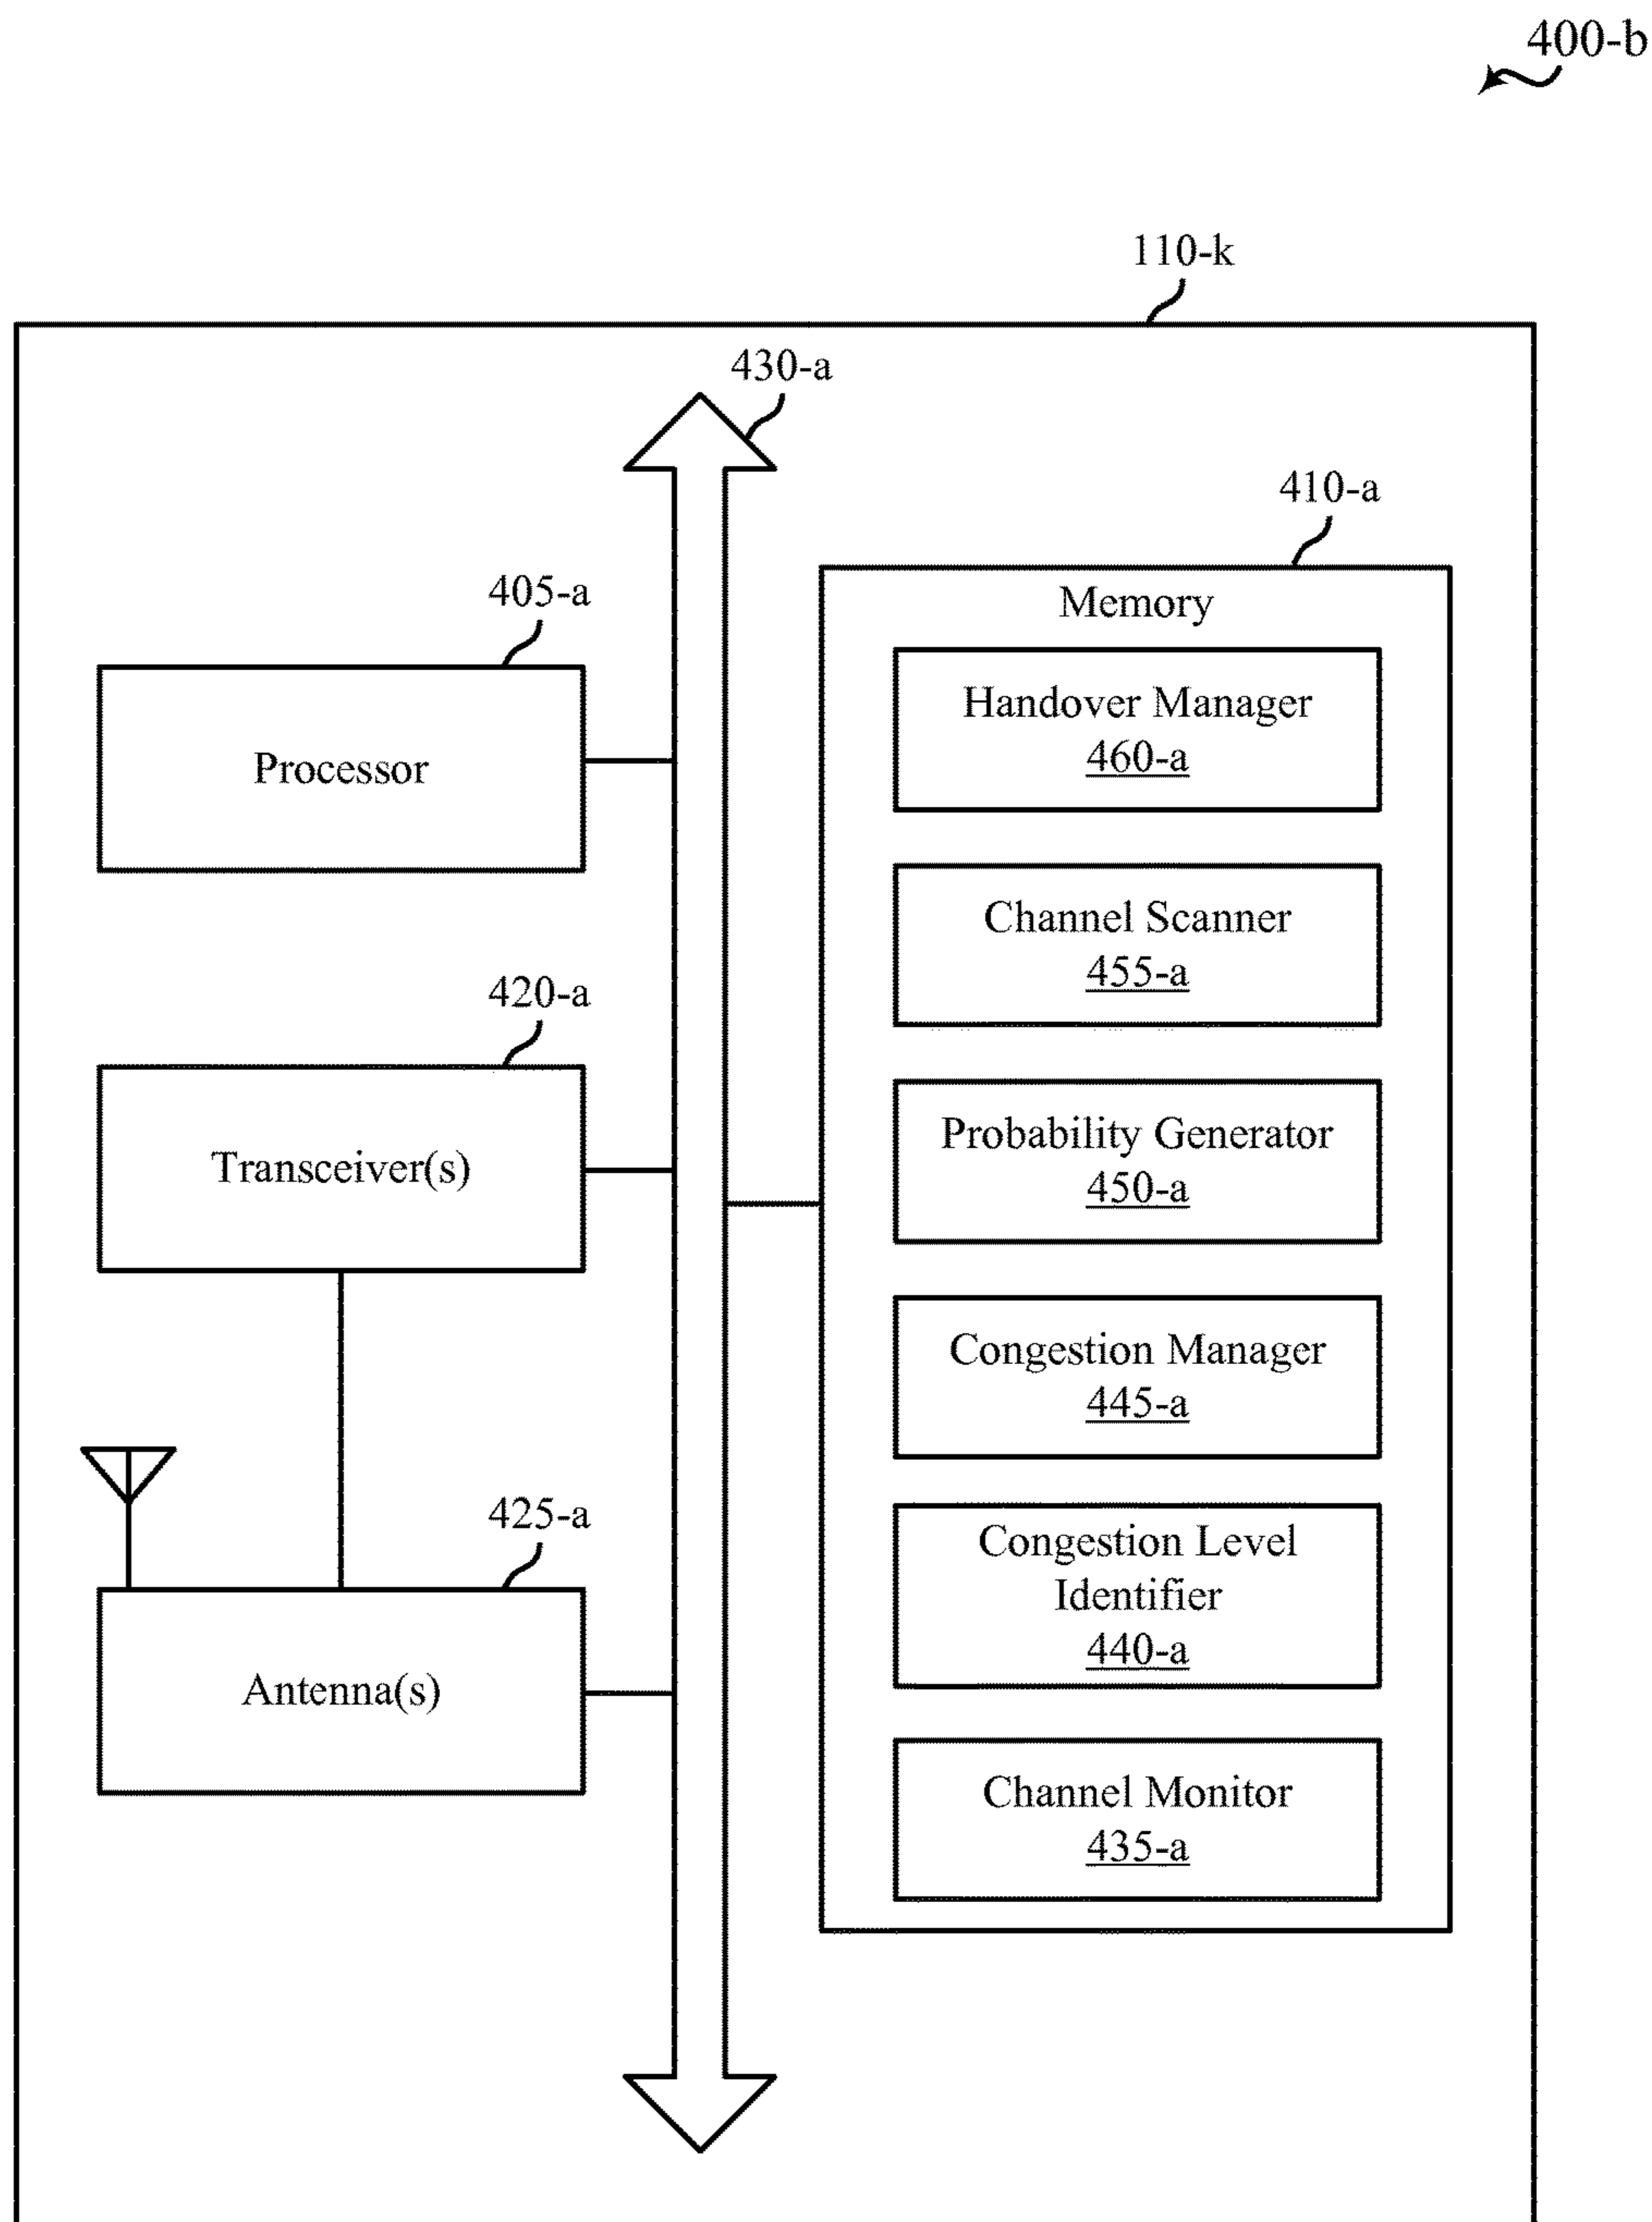 400-b
110-k
430-a
410-a
405-a
Processor
420-a
Transceiver(s)
425-a
Antenna(s)
Memory
Handover Manager
460-a
Channel Scanner
455-a
Probability Generator
450-a
Congestion Manager
445-a
Congestion Level
Identifier
440-a
Channel Monitor
435-a